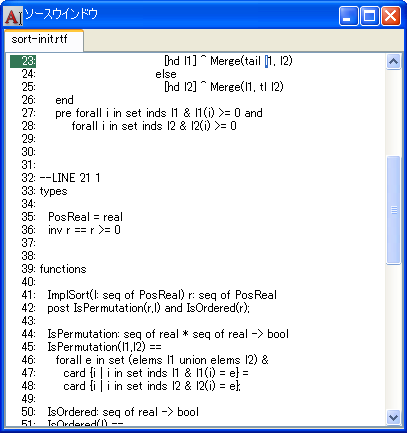 ソースウインドウ
sort-init.rtf
23: [hd l1] ^ Merge(tail l1, l2)
24: else
25: [hd l2] ^ Merge(l1, tl l2)
26: end
27: pre forall i in set inds l1 & l1(i) >= 0 and
28: forall i in set inds l2 & l2(i) >= 0
29:
30:
31:
32: --LINE 21 1
33: types
34:
35: PosReal = real
36: inv r == r >= 0
37:
38:
39: functions
40:
41: ImplSort(l: seq of PosReal) r: seq of PosReal
42: post IsPermutation(r,l) and IsOrdered(r);
43:
44: IsPermutation: seq of real * seq of real -> bool
45: IsPermutation(l1,l2) ==
46: forall e in set (elems l1 union elems l2) &
47: card {i | i in set inds l1 & l1(i) = e} =
48: card {i | i in set inds l2 & l2(i) = e};
49:
50: IsOrdered: seq of real -> bool
51: IsOrdered(l) ==